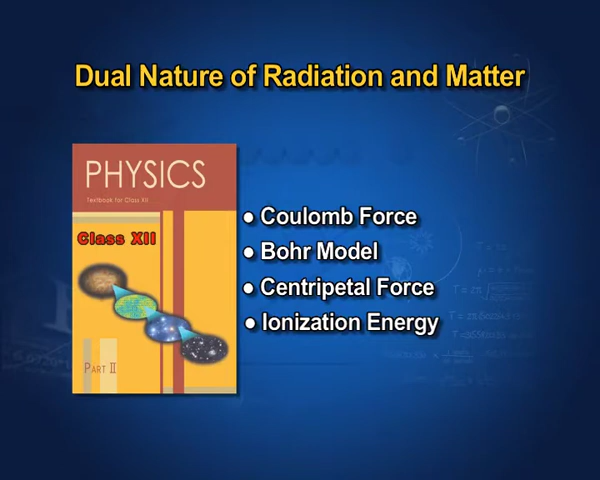 Dual Nature of Radiation and Matter
PHYSICS
Textbook for Class XII
Class XII
PART II
● Coulomb Force
● Bohr Model
● Centripetal Force
● Ionization Energy